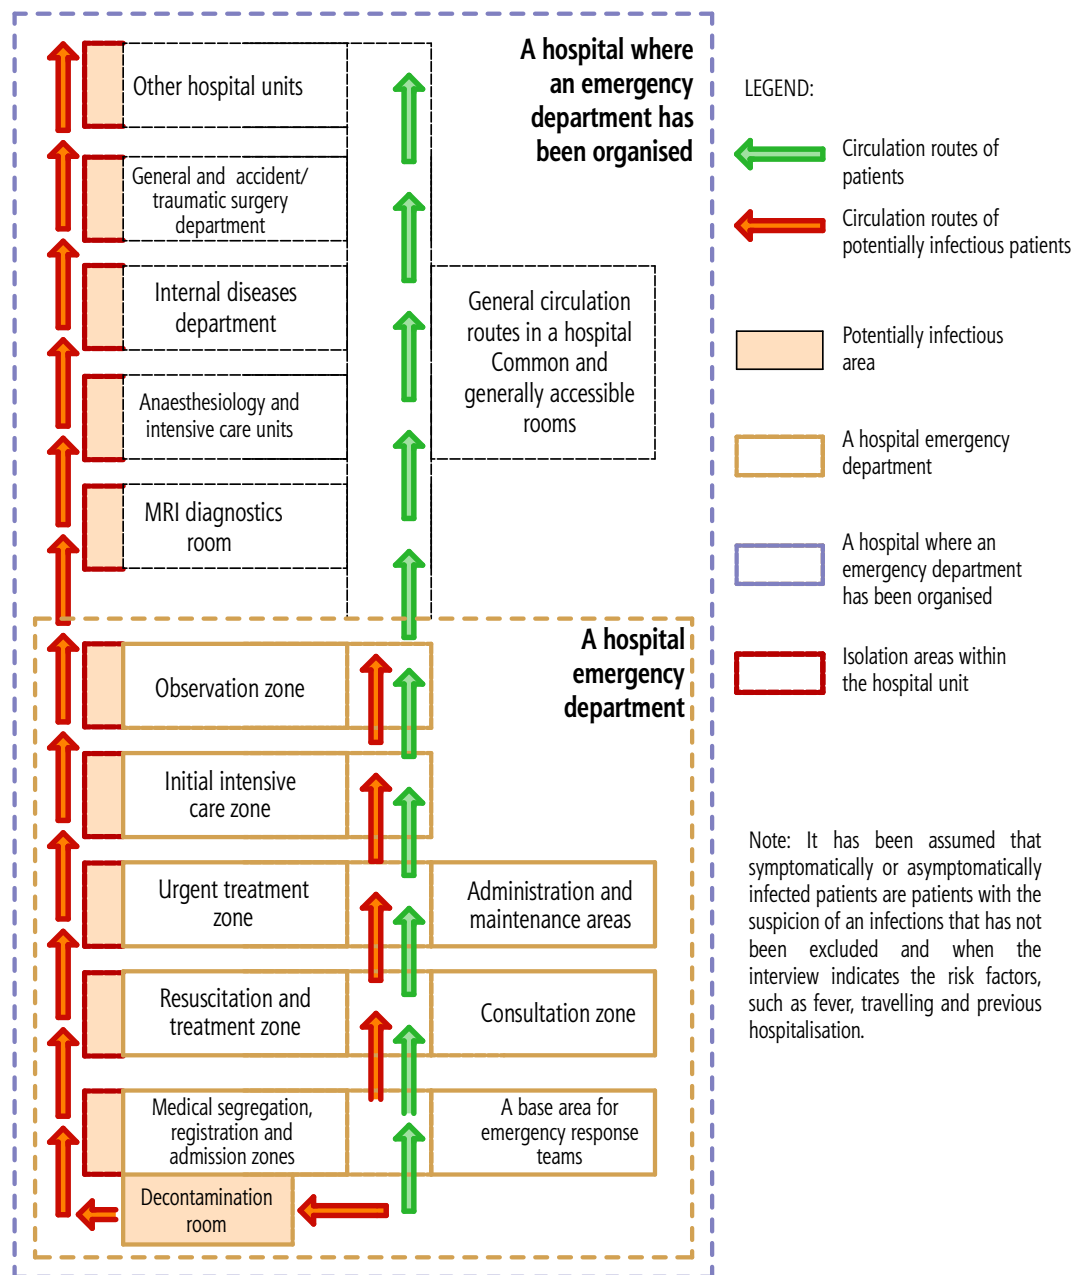 A hospital where
an emergency
department has
been organised
Other hospital units
General and accident/
traumatic surgery
department
Internal diseases
department
Anaesthesiology and
intensive care units
MRI diagnostics
room
General circulation
routes in a hospital
Common and
generally accessible
rooms
A hospital
emergency
department
Observation zone
Initial intensive
care zone
Urgent treatment
zone
Administration and
maintenance areas
Resuscitation and
treatment zone
Consultation zone
Medical segregation,
registration and
admission zones
A base area for
emergency response
teams
Decontamination
room
LEGEND:
Circulation routes of
patients
Circulation routes of
potentially infectious patients
Potentially infectious
area
A hospital emergency
department
A hospital where an
emergency department
has been organised
Isolation areas within
the hospital unit
Note: It has been assumed that
symptomatically or asymptomatically
infected patients are patients with the
suspicion of an infections that has not
been excluded and when the
interview indicates the risk factors,
such as fever, travelling and previous
hospitalisation.